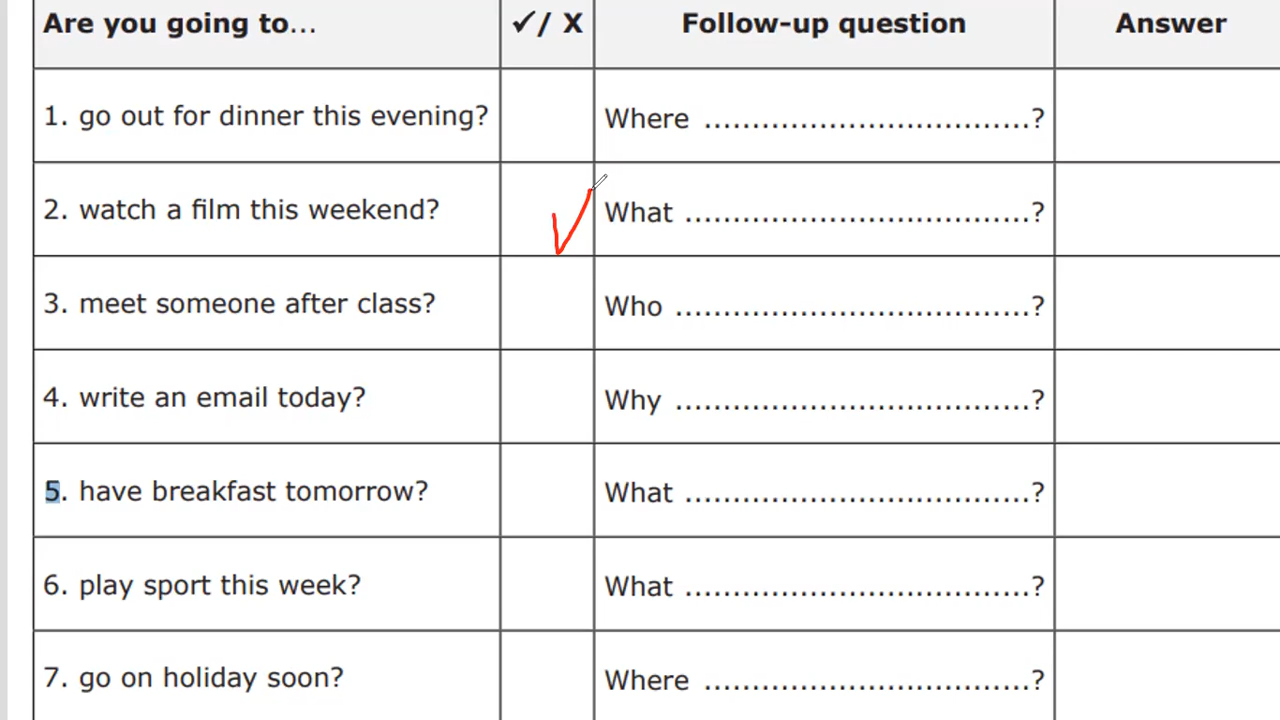 Are you going to... ✓/ X Follow-up question Answer
1. go out for dinner this evening? Where ..................................?
2. watch a film this weekend? ✓ What ....................................?
3. meet someone after class? Who .....................................?
4. write an email today? Why .....................................?
5. have breakfast tomorrow? What ....................................?
6. play sport this week? What ....................................?
7. go on holiday soon? Where ..................................?